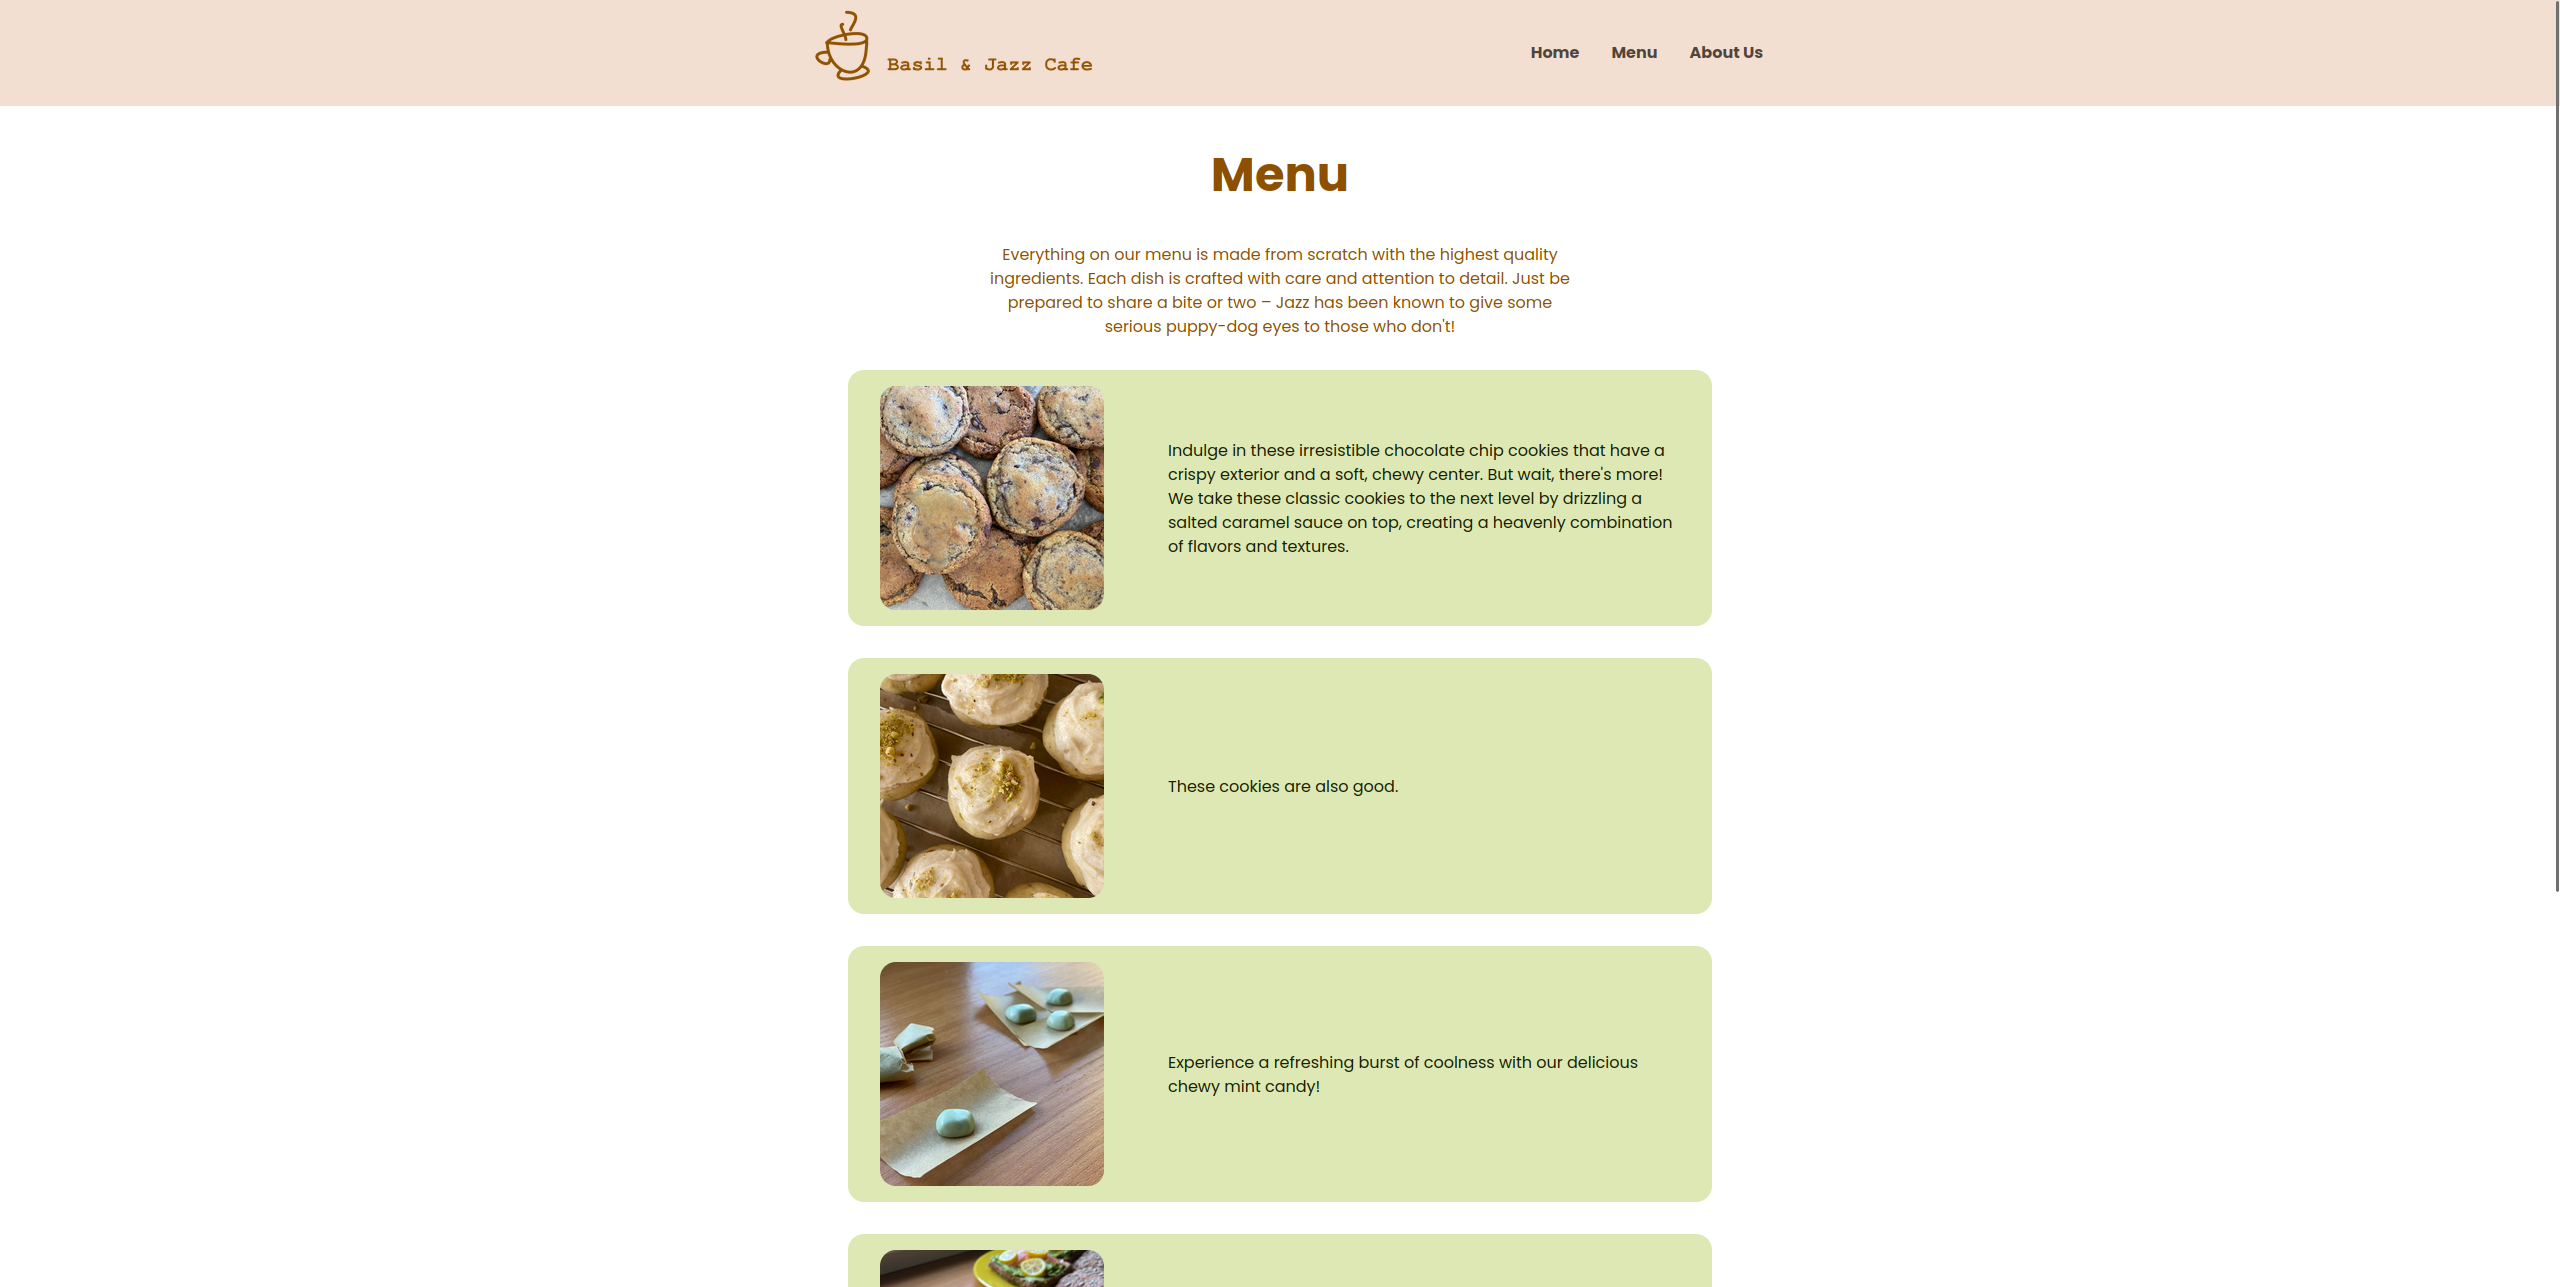 Basil & Jazz Cafe
Home Menu About Us
Menu
Everything on our menu is made from scratch with the highest quality
ingredients. Each dish is crafted with care and attention to detail. Just be
prepared to share a bite or two – Jazz has been known to give some
serious puppy-dog eyes to those who don't!
Indulge in these irresistible chocolate chip cookies that have a
crispy exterior and a soft, chewy center. But wait, there's more!
We take these classic cookies to the next level by drizzling a
salted caramel sauce on top, creating a heavenly combination
of flavors and textures.
These cookies are also good.
Experience a refreshing burst of coolness with our delicious
chewy mint candy!